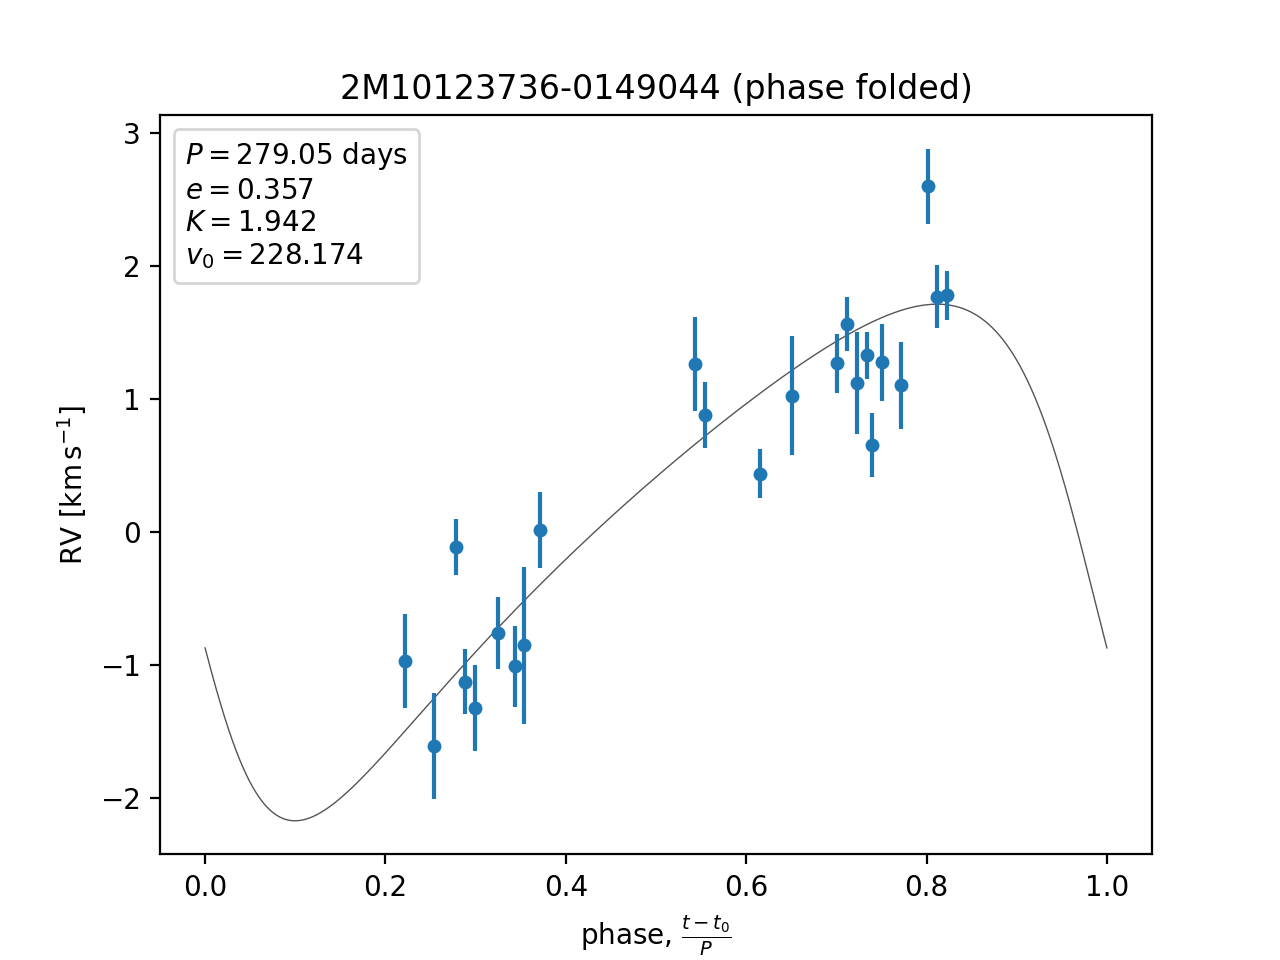 2M10123736-0149044 (phase folded)
P = 279.05 days
e = 0.357
K = 1.942
v₀ = 228.174
3
2
1
0
−1
−2
RV [km s⁻¹]
0.0 0.2 0.4 0.6 0.8 1.0
phase, (t − t₀)/P